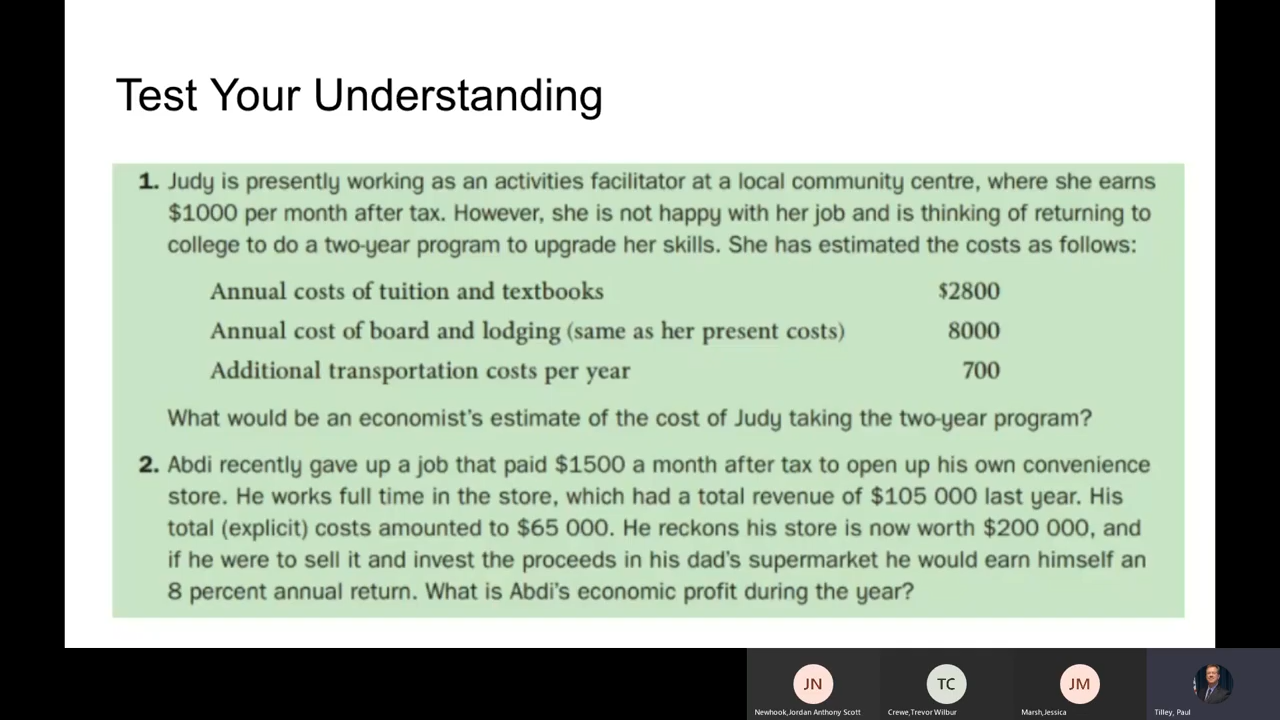 Test Your Understanding
1. Judy is presently working as an activities facilitator at a local community centre, where she earns
$1000 per month after tax. However, she is not happy with her job and is thinking of returning to
college to do a two-year program to upgrade her skills. She has estimated the costs as follows:
Annual costs of tuition and textbooks $2800
Annual cost of board and lodging (same as her present costs) 8000
Additional transportation costs per year 700
What would be an economist's estimate of the cost of Judy taking the two-year program?
2. Abdi recently gave up a job that paid $1500 a month after tax to open up his own convenience
store. He works full time in the store, which had a total revenue of $105 000 last year. His
total (explicit) costs amounted to $65 000. He reckons his store is now worth $200 000, and
if he were to sell it and invest the proceeds in his dad's supermarket he would earn himself an
8 percent annual return. What is Abdi's economic profit during the year?
JN TC JM
Newhook,Jordan Anthony Scott Crewe,Trevor Wilbur Marsh,Jessica Tilley, Paul